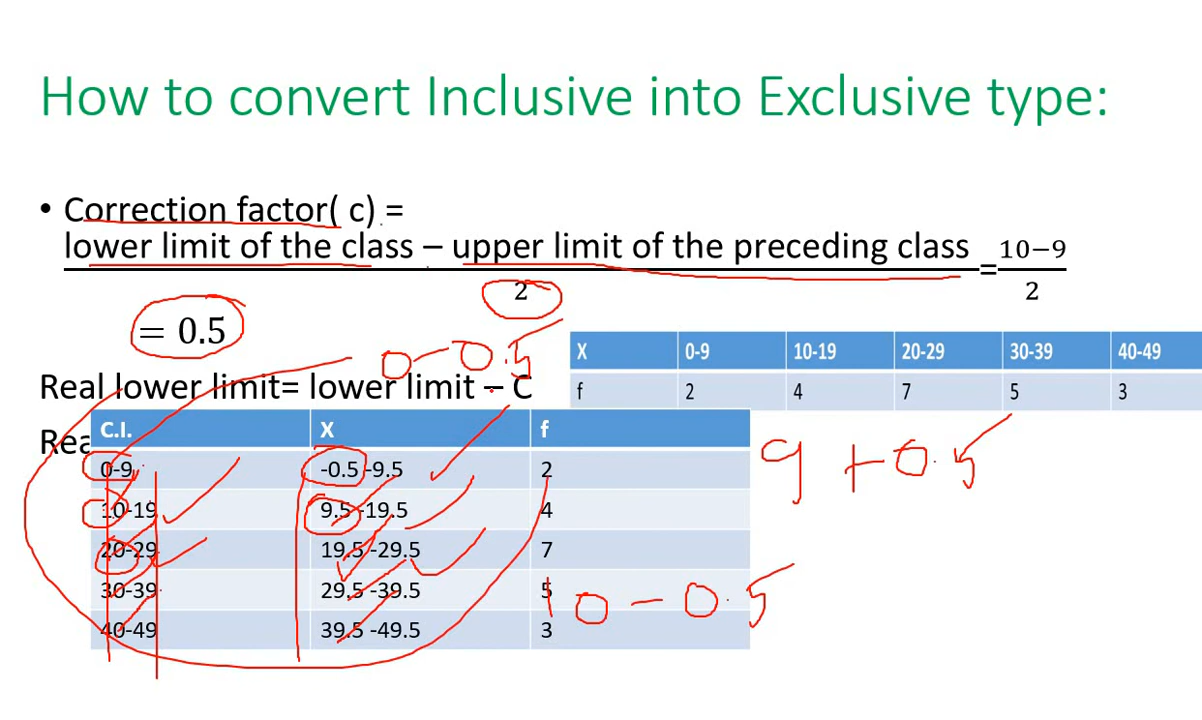 How to convert Inclusive into Exclusive type:
• Correction factor( c) =
lower limit of the class – upper limit of the preceding class
2
= 10−9
2
= 0.5
0-0.5
Real lower limit= lower limit – C
X 0-9 10-19 20-29 30-39 40-49
f 2 4 7 5 3
Rea
C.I. X f
0-9 -0.5 -9.5 2
10-19 9.5 -19.5 4
20-29 19.5 -29.5 7
30-39 29.5 -39.5 5
40-49 39.5 -49.5 3
9 + 0.5
10 - 0.5